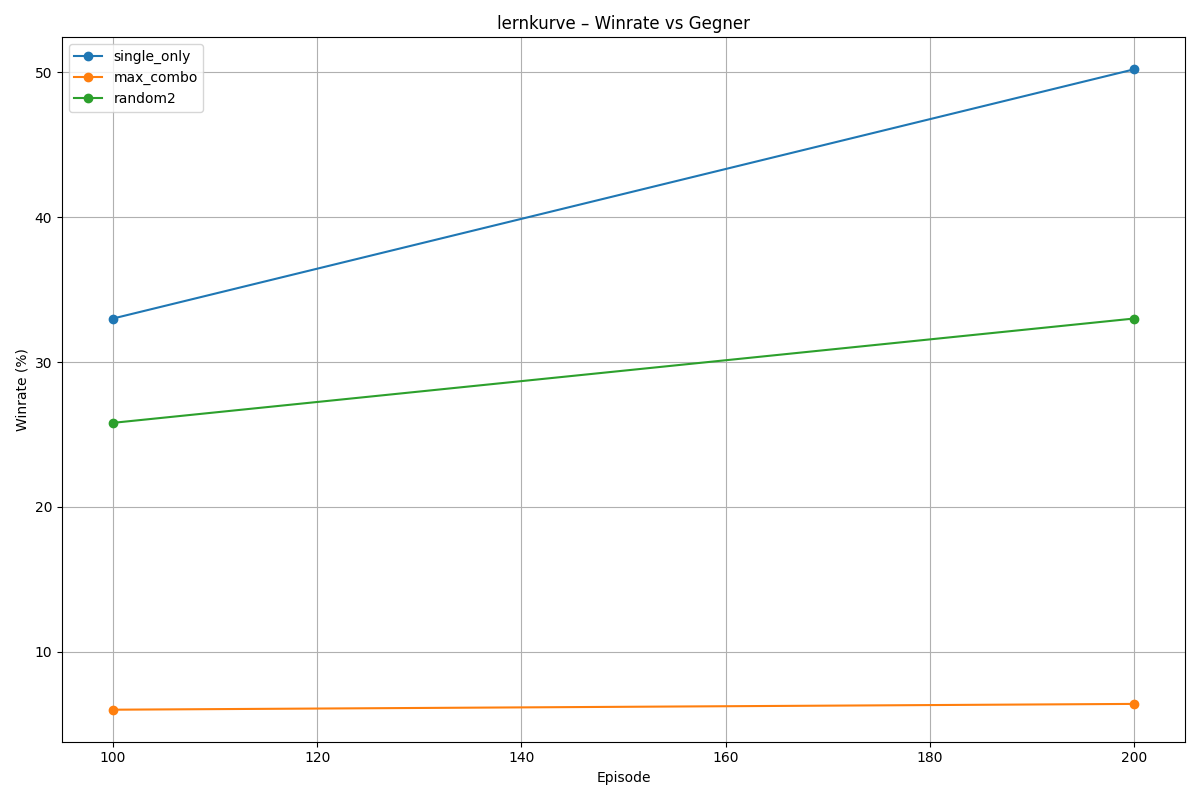 lernkurve – Winrate vs Gegner
single_only
max_combo
random2
Winrate (%)
50
40
30
20
10
100 120 140 160 180 200
Episode